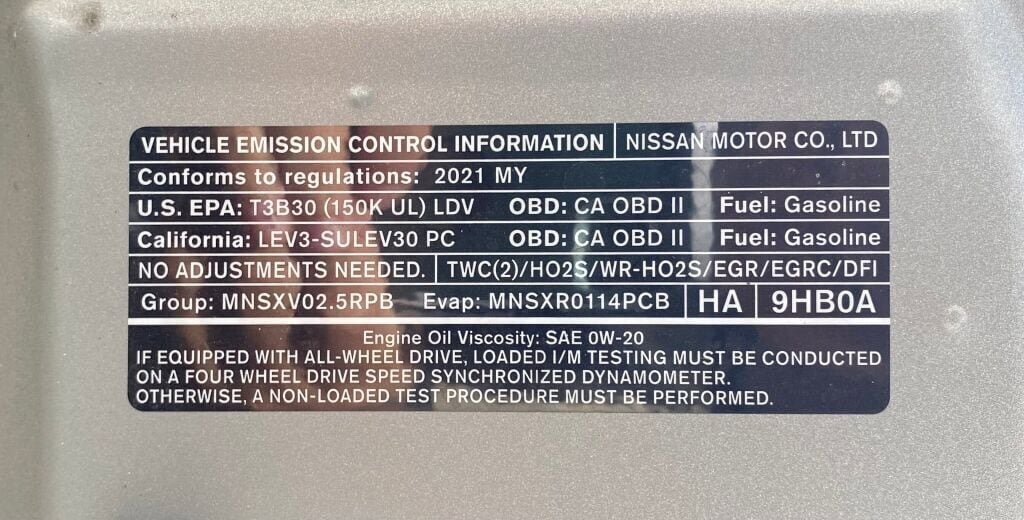 VEHICLE EMISSION CONTROL INFORMATION NISSAN MOTOR CO., LTD
Conforms to regulations: 2021 MY
U.S. EPA: T3B30 (150K UL) LDV OBD: CA OBD II Fuel: Gasoline
California: LEV3-SULEV30 PC OBD: CA OBD II Fuel: Gasoline
NO ADJUSTMENTS NEEDED. TWC(2)/HO2S/WR-HO2S/EGR/EGRC/DFI
Group: MNSXV02.5RPB Evap: MNSXR0114PCB HA 9HB0A
Engine Oil Viscosity: SAE 0W-20
IF EQUIPPED WITH ALL-WHEEL DRIVE, LOADED I/M TESTING MUST BE CONDUCTED
ON A FOUR WHEEL DRIVE SPEED SYNCHRONIZED DYNAMOMETER.
OTHERWISE, A NON-LOADED TEST PROCEDURE MUST BE PERFORMED.